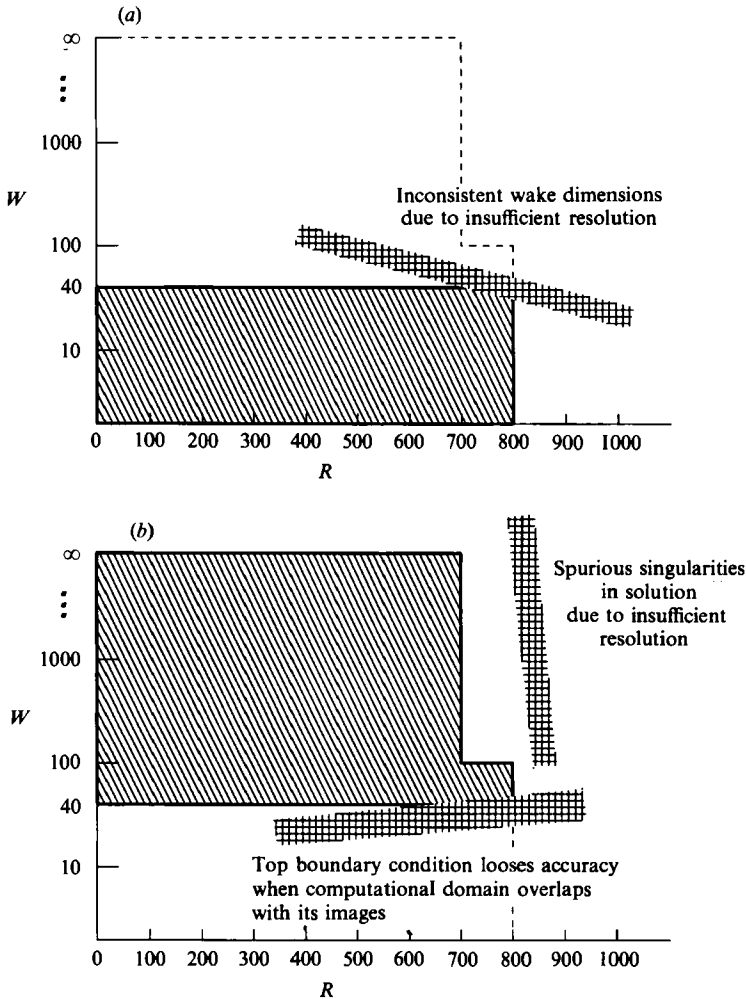 (a)
∞
1000
W
Inconsistent wake dimensions
due to insufficient resolution
100
40
10
0 100 200 300 400 500 600 700 800 900 1000
R
(b)
∞
Spurious singularities
in solution
due to insufficient
resolution
1000
W
100
40
10
Top boundary condition looses accuracy
when computational domain overlaps
with its images
0 100 200 300 400 500 600 700 800 900 1000
R